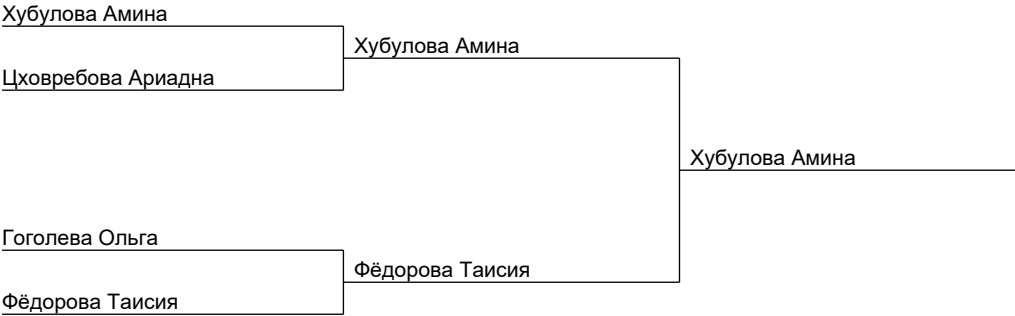 Хубулова Амина
Хубулова Амина
Цховребова Ариадна
Хубулова Амина
Гоголева Ольга
Фёдорова Таисия
Фёдорова Таисия